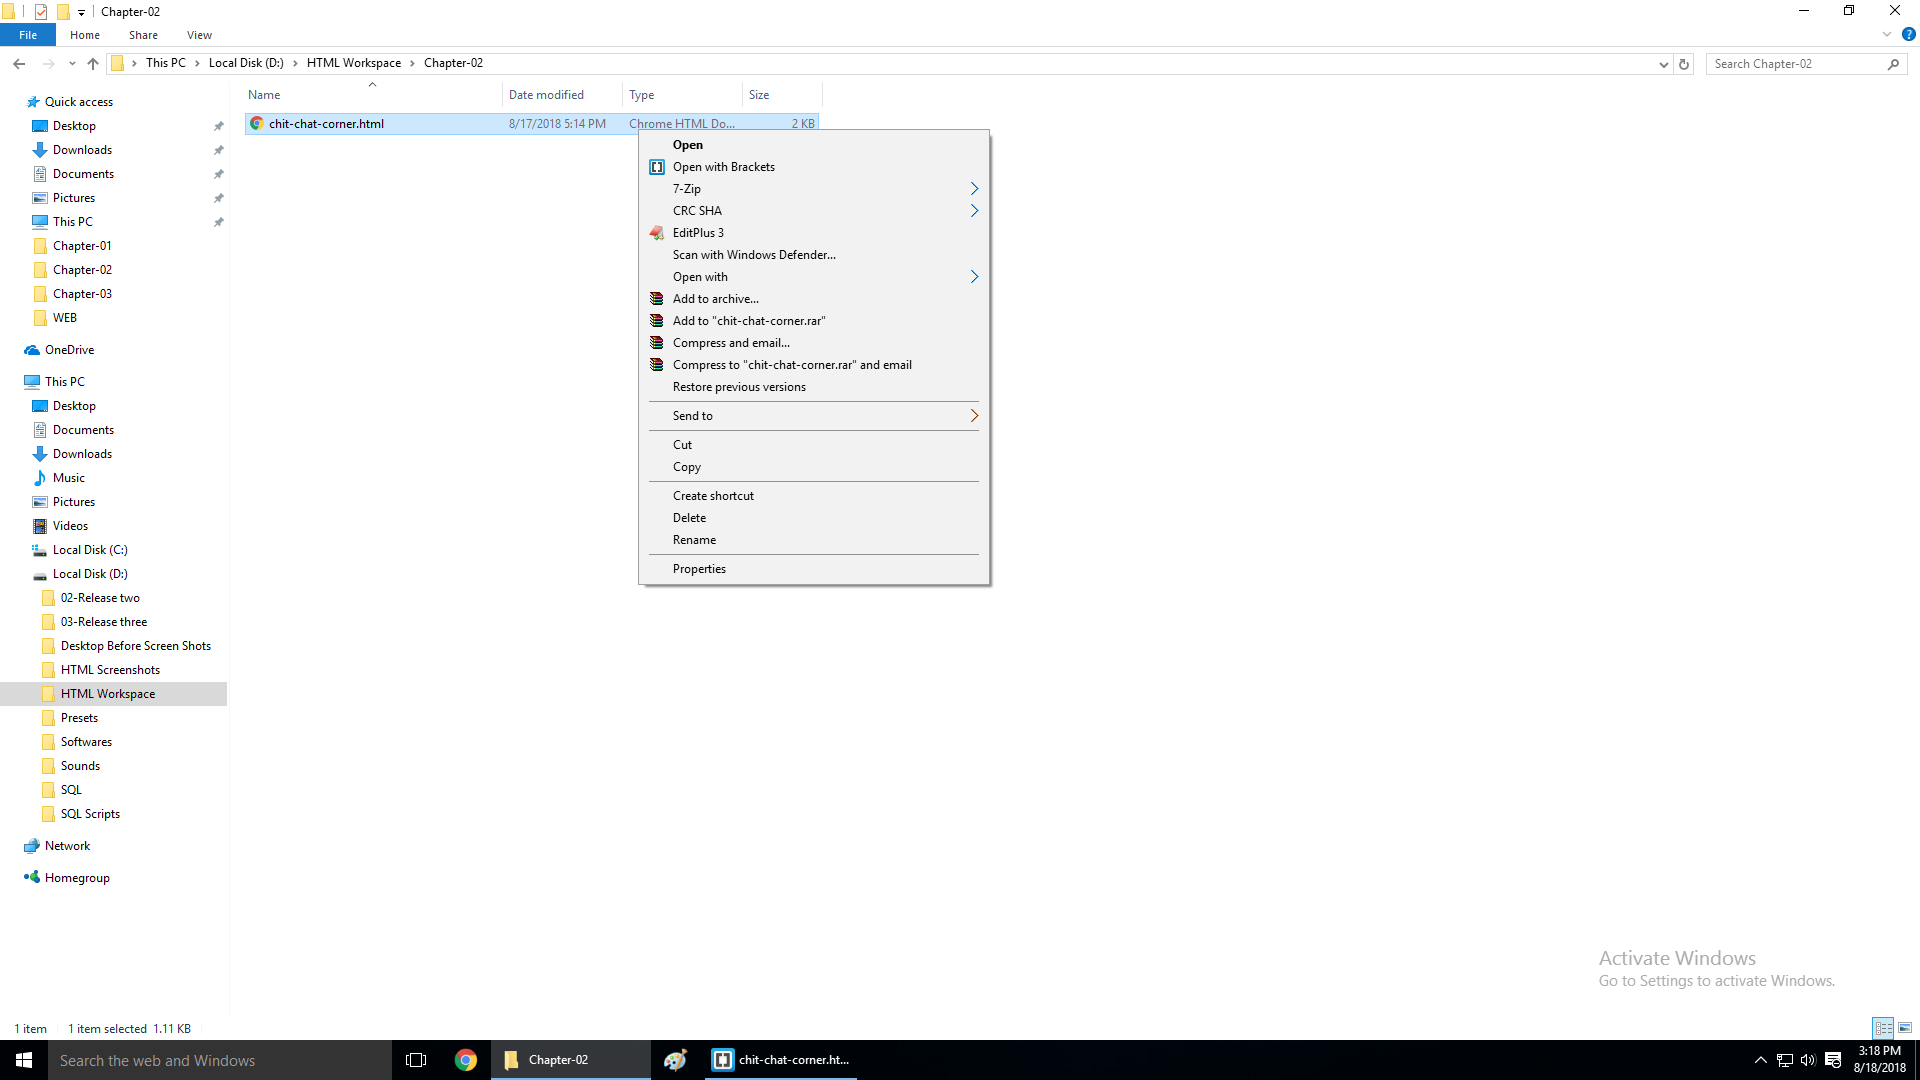 Chapter-02
File Home Share View
This PC Local Disk (D:) HTML Workspace Chapter-02
Search Chapter-02
Name Date modified Type Size
chit-chat-corner.html 8/17/2018 5:14 PM Chrome HTML Do... 2 KB
Quick access
Desktop
Downloads
Documents
Pictures
This PC
Chapter-01
Chapter-02
Chapter-03
WEB
OneDrive
This PC
Desktop
Documents
Downloads
Music
Pictures
Videos
Local Disk (C:)
Local Disk (D:)
02-Release two
03-Release three
Desktop Before Screen Shots
HTML Screenshots
HTML Workspace
Presets
Softwares
Sounds
SQL
SQL Scripts
Network
Homegroup
Open
Open with Brackets
7-Zip
CRC SHA
EditPlus 3
Scan with Windows Defender...
Open with
Add to archive...
Add to "chit-chat-corner.rar"
Compress and email...
Compress to "chit-chat-corner.rar" and email
Restore previous versions
Send to
Cut
Copy
Create shortcut
Delete
Rename
Properties
Activate Windows
Go to Settings to activate Windows.
1 item 1 item selected 1.11 KB
Search the web and Windows
Chapter-02
chit-chat-corner.ht...
3:18 PM
8/18/2018